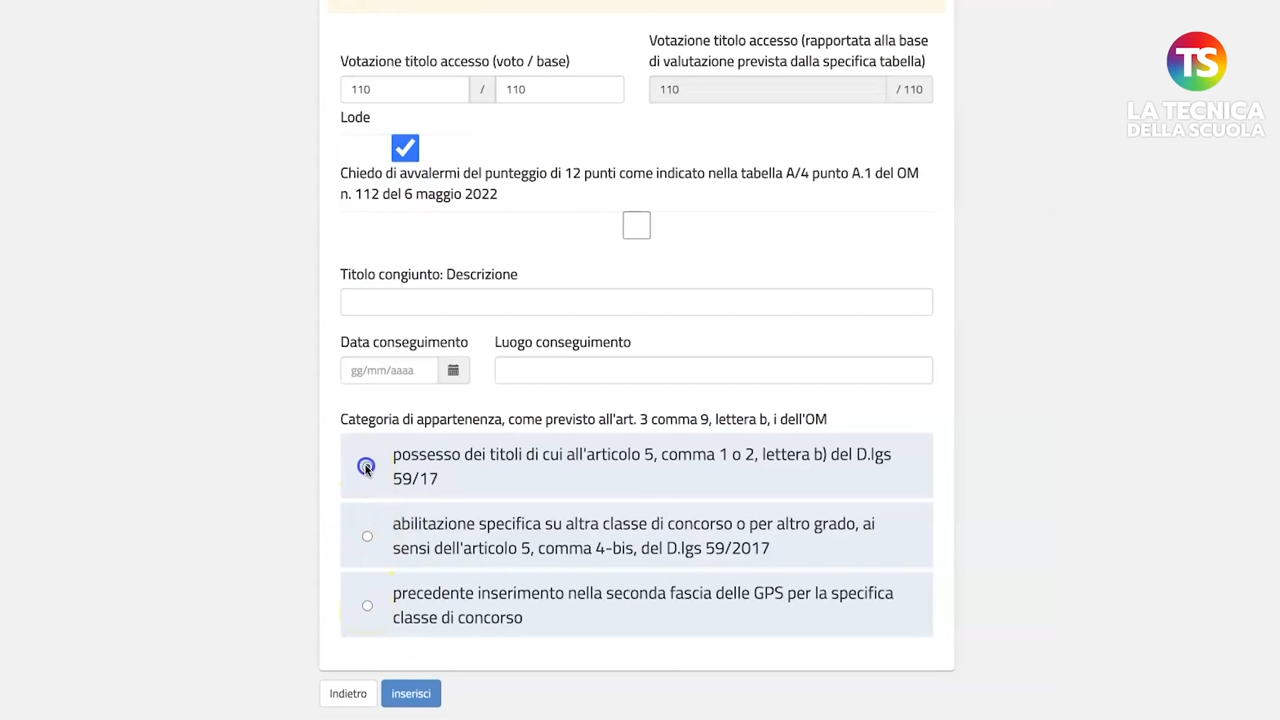 Votazione titolo accesso (rapportata alla base
di valutazione prevista dalla specifica tabella)
Votazione titolo accesso (voto / base)
110 / 110
110 / 110
Lode
Chiedo di avvalermi del punteggio di 12 punti come indicato nella tabella A/4 punto A.1 del OM
n. 112 del 6 maggio 2022
Titolo congiunto: Descrizione
Data conseguimento
Luogo conseguimento
gg/mm/aaaa
Categoria di appartenenza, come previsto all'art. 3 comma 9, lettera b, i dell'OM
possesso dei titoli di cui all'articolo 5, comma 1 o 2, lettera b) del D.lgs
59/17
abilitazione specifica su altra classe di concorso o per altro grado, ai
sensi dell'articolo 5, comma 4-bis, del D.lgs 59/2017
precedente inserimento nella seconda fascia delle GPS per la specifica
classe di concorso
Indietro
inserisci
TS
LA TECNICA
DELLA SCUOLA